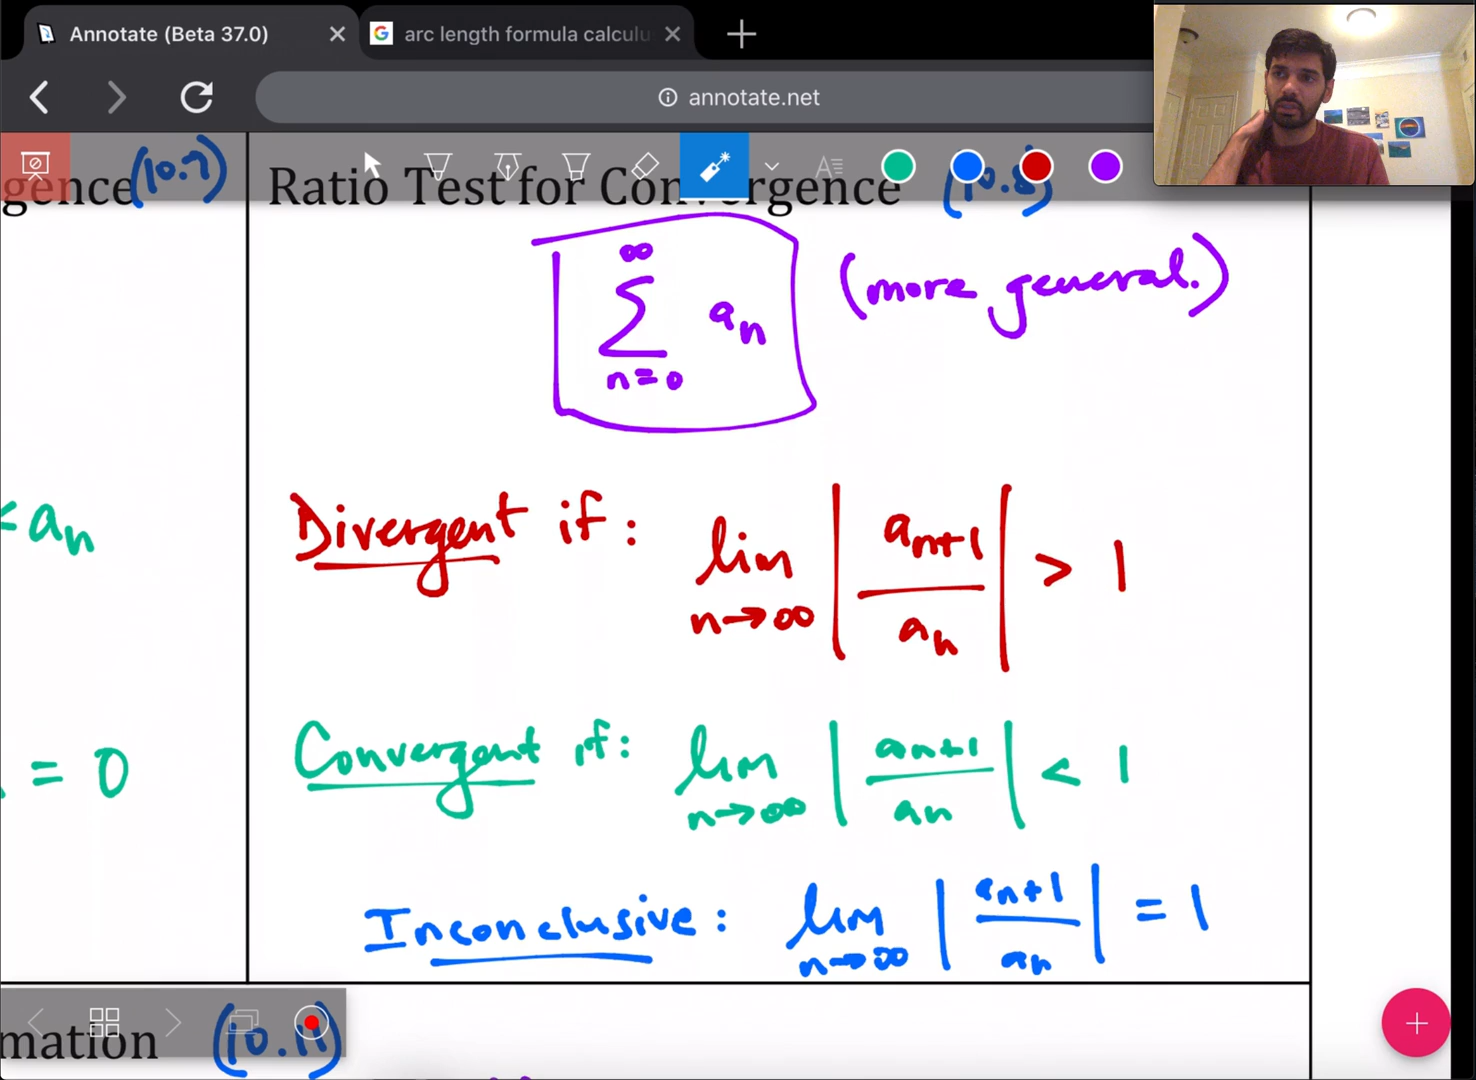 Annotate (Beta 37.0)
arc length formula calculu
annotate.net
gence (10.7)
Ratio Test for Convergence (10.8)
∞
∑ aₙ
n=0
(more general.)
< aₙ
Divergent if: lim n→∞ | aₙ₊₁ / aₙ | > 1
= 0
Convergent if: lim n→∞ | aₙ₊₁ / aₙ | < 1
Inconclusive: lim n→∞ | aₙ₊₁ / aₙ | = 1
mation (10.11)